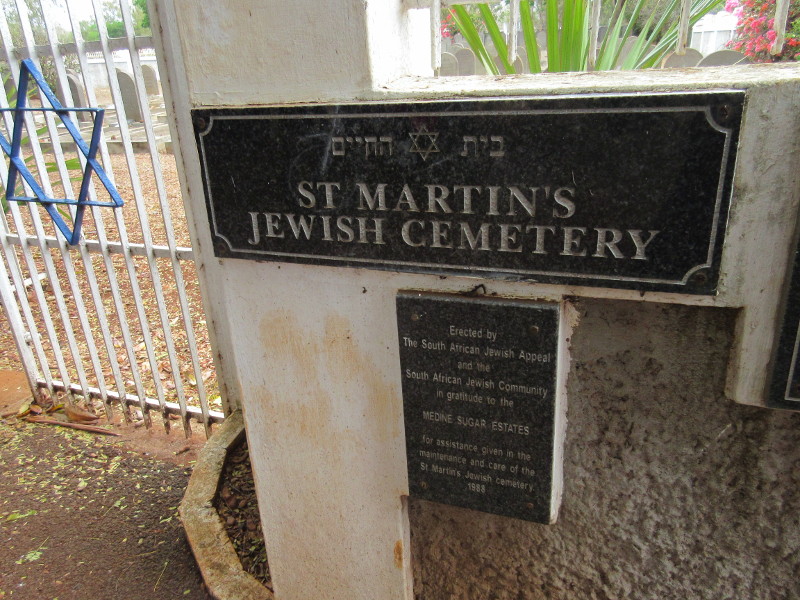 בית החיים
ST MARTIN'S
JEWISH CEMETERY
Erected by
The South African Jewish Appeal
and the
South African Jewish Community
in gratitude to the
MEDINE SUGAR ESTATES
for assistance given in the
maintenance and care of the
St Martin's Jewish cemetery
1988